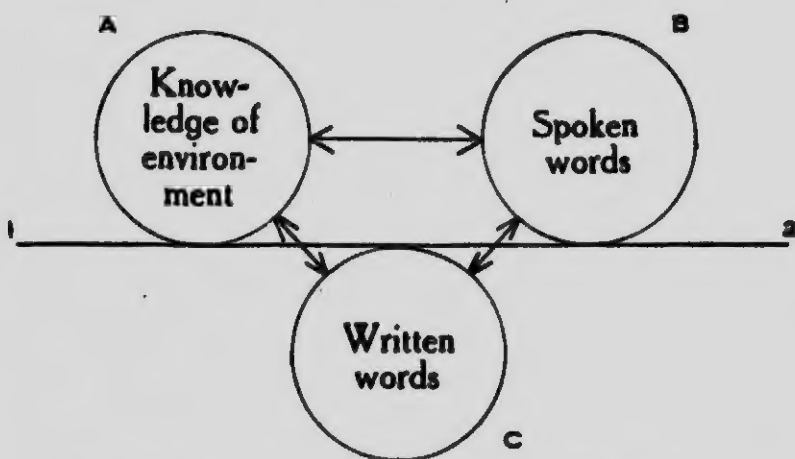 A
B
Know-
ledge of
environ-
ment
Spoken
words
1
2
Written
words
C